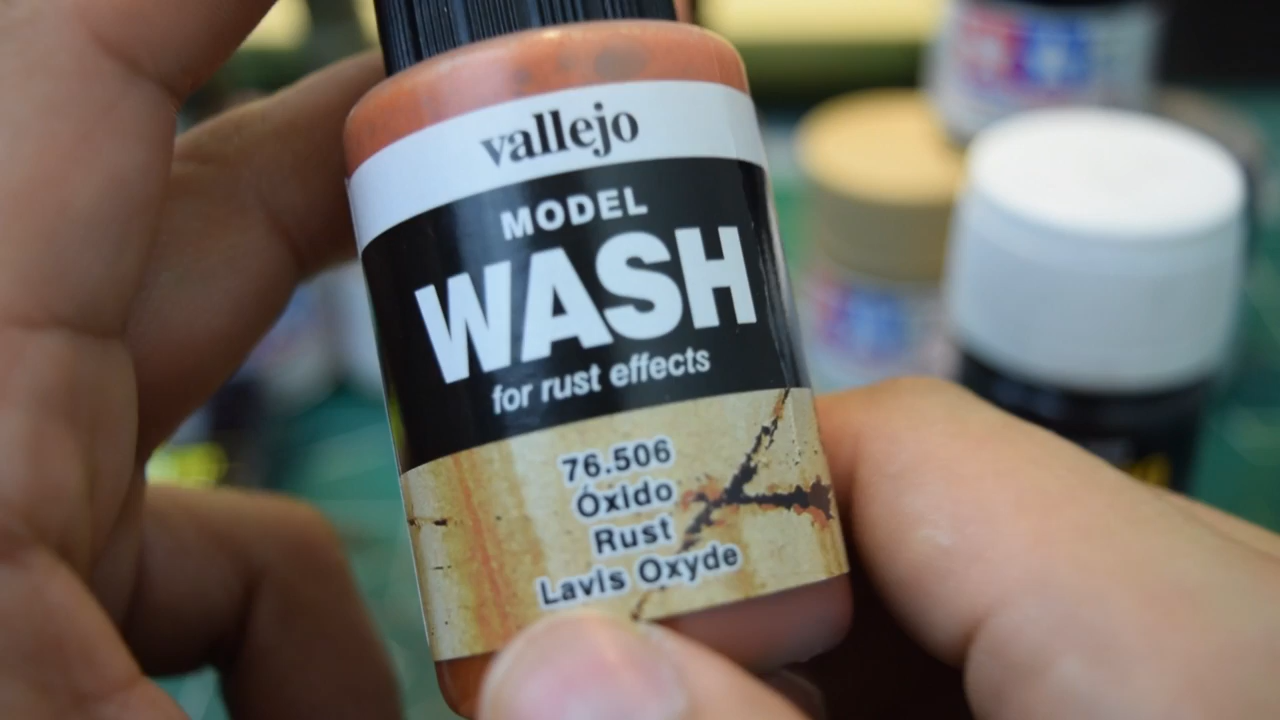 vallejo
MODEL
WASH
for rust effects
76.506
Óxido
Rust
Lavis Oxyde